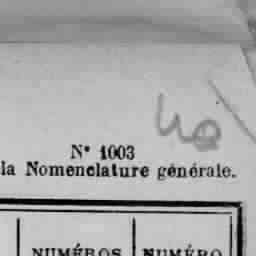 N° 1003
la Nomenclature générale.
NUMÉROS NUMÉRO